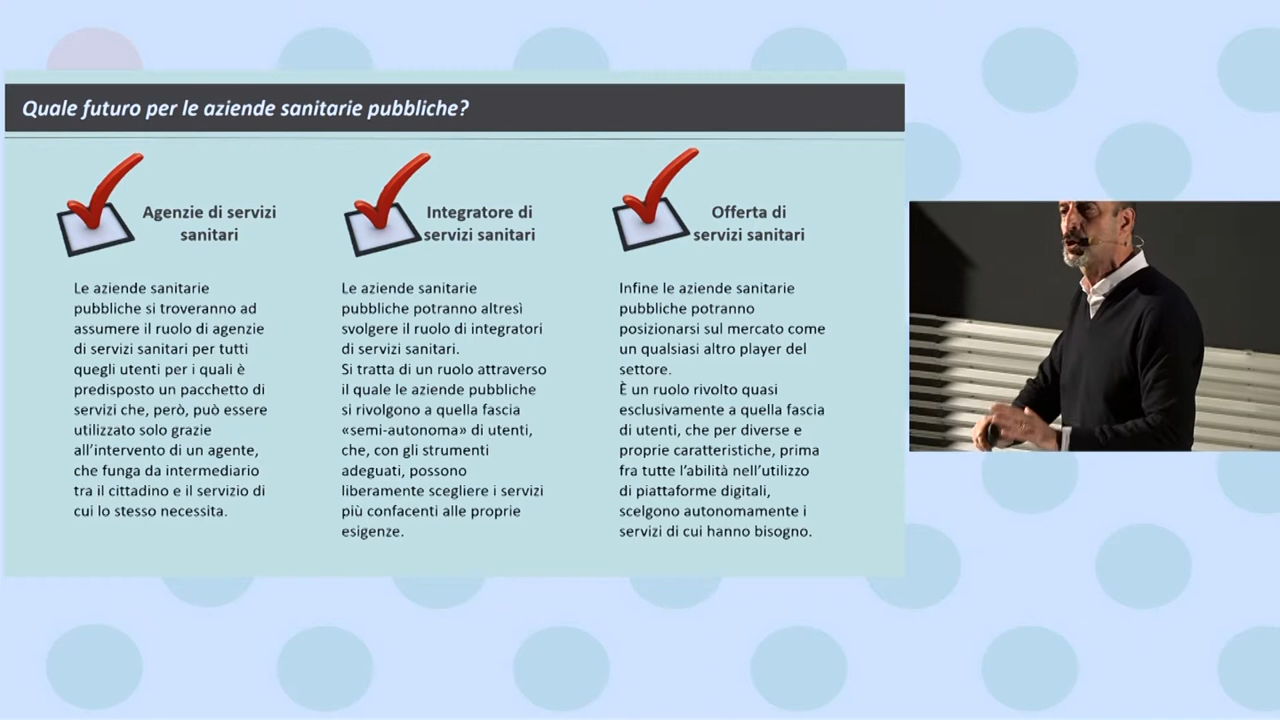 Quale futuro per le aziende sanitarie pubbliche?
Agenzie di servizi
sanitari
Le aziende sanitarie
pubbliche si troveranno ad
assumere il ruolo di agenzie
di servizi sanitari per tutti
quegli utenti per i quali è
predisposto un pacchetto di
servizi che, però, può essere
utilizzato solo grazie
all'intervento di un agente,
che funga da intermediario
tra il cittadino e il servizio di
cui lo stesso necessita.
Integratore di
servizi sanitari
Le aziende sanitarie
pubbliche potranno altresì
svolgere il ruolo di integratori
di servizi sanitari.
Si tratta di un ruolo attraverso
il quale le aziende pubbliche
si rivolgono a quella fascia
«semi-autonoma» di utenti,
che, con gli strumenti
adeguati, possono
liberamente scegliere i servizi
più confacenti alle proprie
esigenze.
Offerta di
servizi sanitari
Infine le aziende sanitarie
pubbliche potranno
posizionarsi sul mercato come
un qualsiasi altro player del
settore.
È un ruolo rivolto quasi
esclusivamente a quella fascia
di utenti, che per diverse e
proprie caratteristiche, prima
fra tutte l'abilità nell'utilizzo
di piattaforme digitali,
scelgono autonomamente i
servizi di cui hanno bisogno.